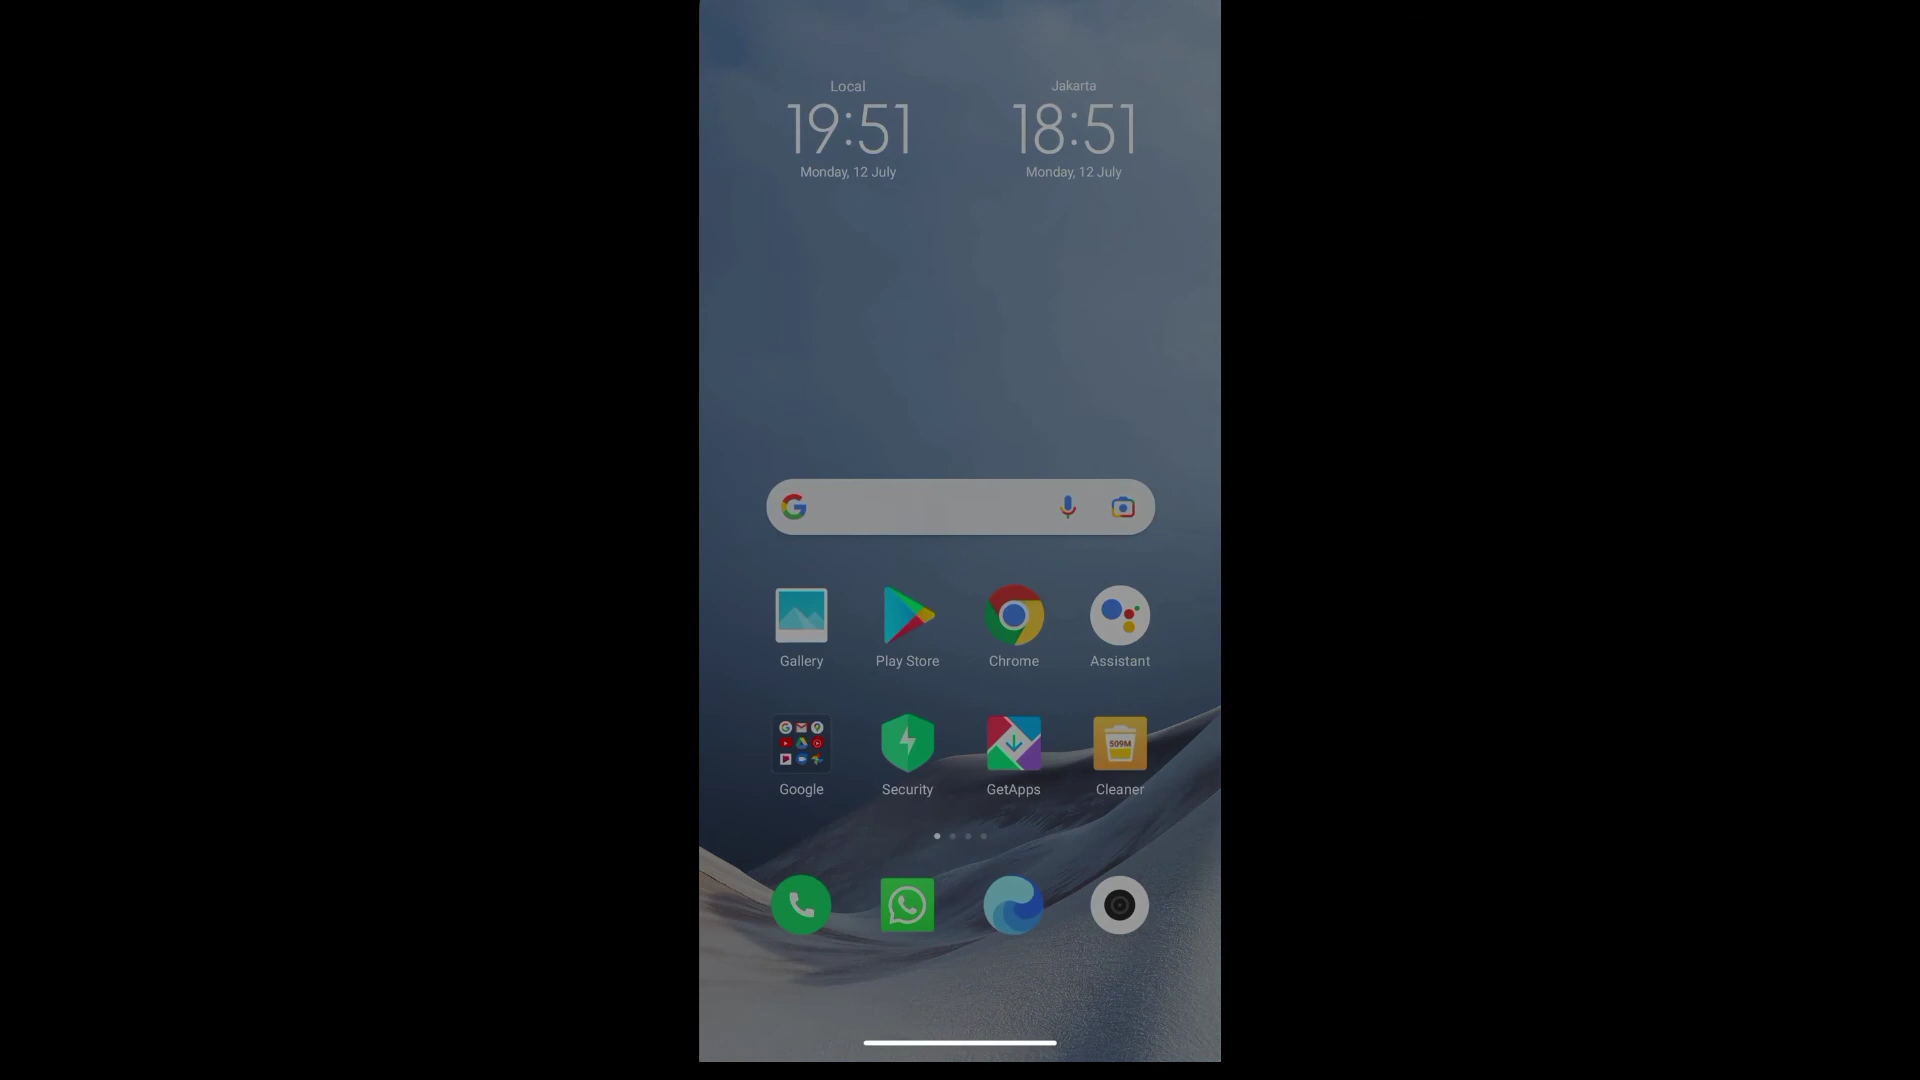 Local
Jakarta
19:51
18:51
Monday, 12 July
Monday, 12 July
Gallery
Play Store
Chrome
Assistant
509M
Google
Security
GetApps
Cleaner